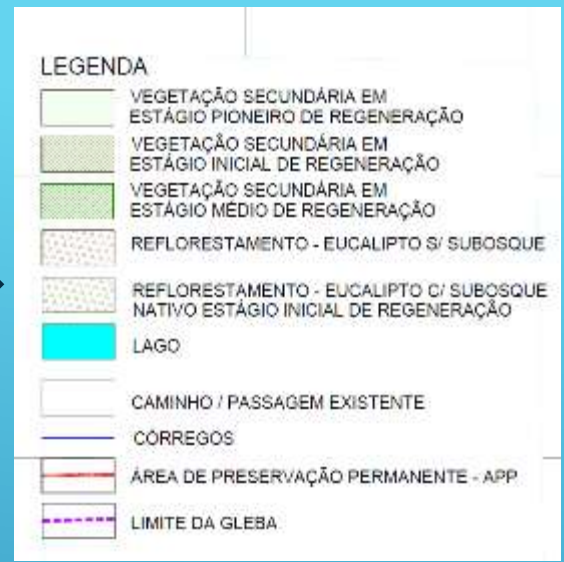 LEGENDA
VEGETAÇÃO SECUNDÁRIA EM
ESTÁGIO PIONEIRO DE REGENERAÇÃO
VEGETAÇÃO SECUNDÁRIA EM
ESTÁGIO INICIAL DE REGENERAÇÃO
VEGETAÇÃO SECUNDÁRIA EM
ESTÁGIO MÉDIO DE REGENERAÇÃO
REFLORESTAMENTO - EUCALIPTO S/ SUBOSQUE
REFLORESTAMENTO - EUCALIPTO C/ SUBOSQUE
NATIVO ESTÁGIO INICIAL DE REGENERAÇÃO
LAGO
CAMINHO / PASSAGEM EXISTENTE
CÓRREGOS
ÁREA DE PRESERVAÇÃO PERMANENTE - APP
LIMITE DA GLEBA